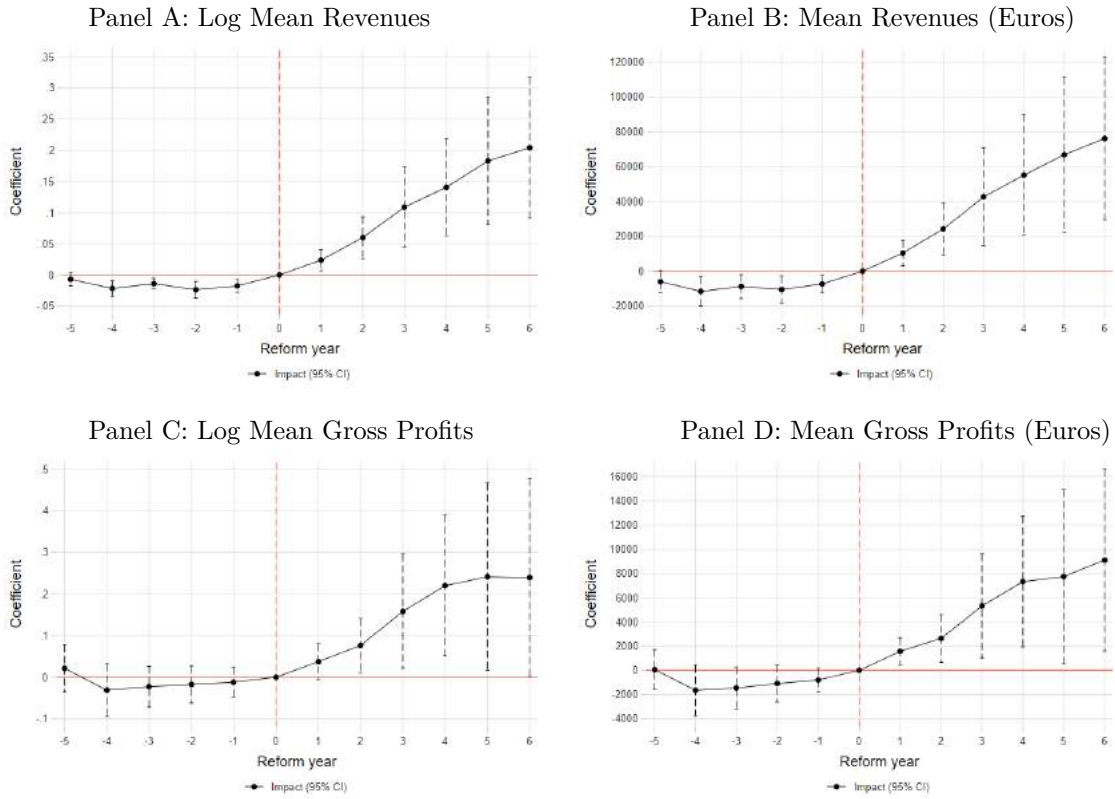 Panel A: Log Mean Revenues
.35
.3
.25
.2
.15
.1
.05
0
-.05
Coefficient
-5 -4 -3 -2 -1 0 1 2 3 4 5 6
Reform year
Impact (95% CI)
Panel B: Mean Revenues (Euros)
120000
100000
80000
60000
40000
20000
0
-20000
Coefficient
-5 -4 -3 -2 -1 0 1 2 3 4 5 6
Reform year
Impact (95% CI)
Panel C: Log Mean Gross Profits
.5
.4
.3
.2
.1
0
-.1
Coefficient
-5 -4 -3 -2 -1 0 1 2 3 4 5 6
Reform year
Impact (95% CI)
Panel D: Mean Gross Profits (Euros)
16000
14000
12000
10000
8000
6000
4000
2000
0
-2000
-4000
Coefficient
-5 -4 -3 -2 -1 0 1 2 3 4 5 6
Reform year
Impact (95% CI)